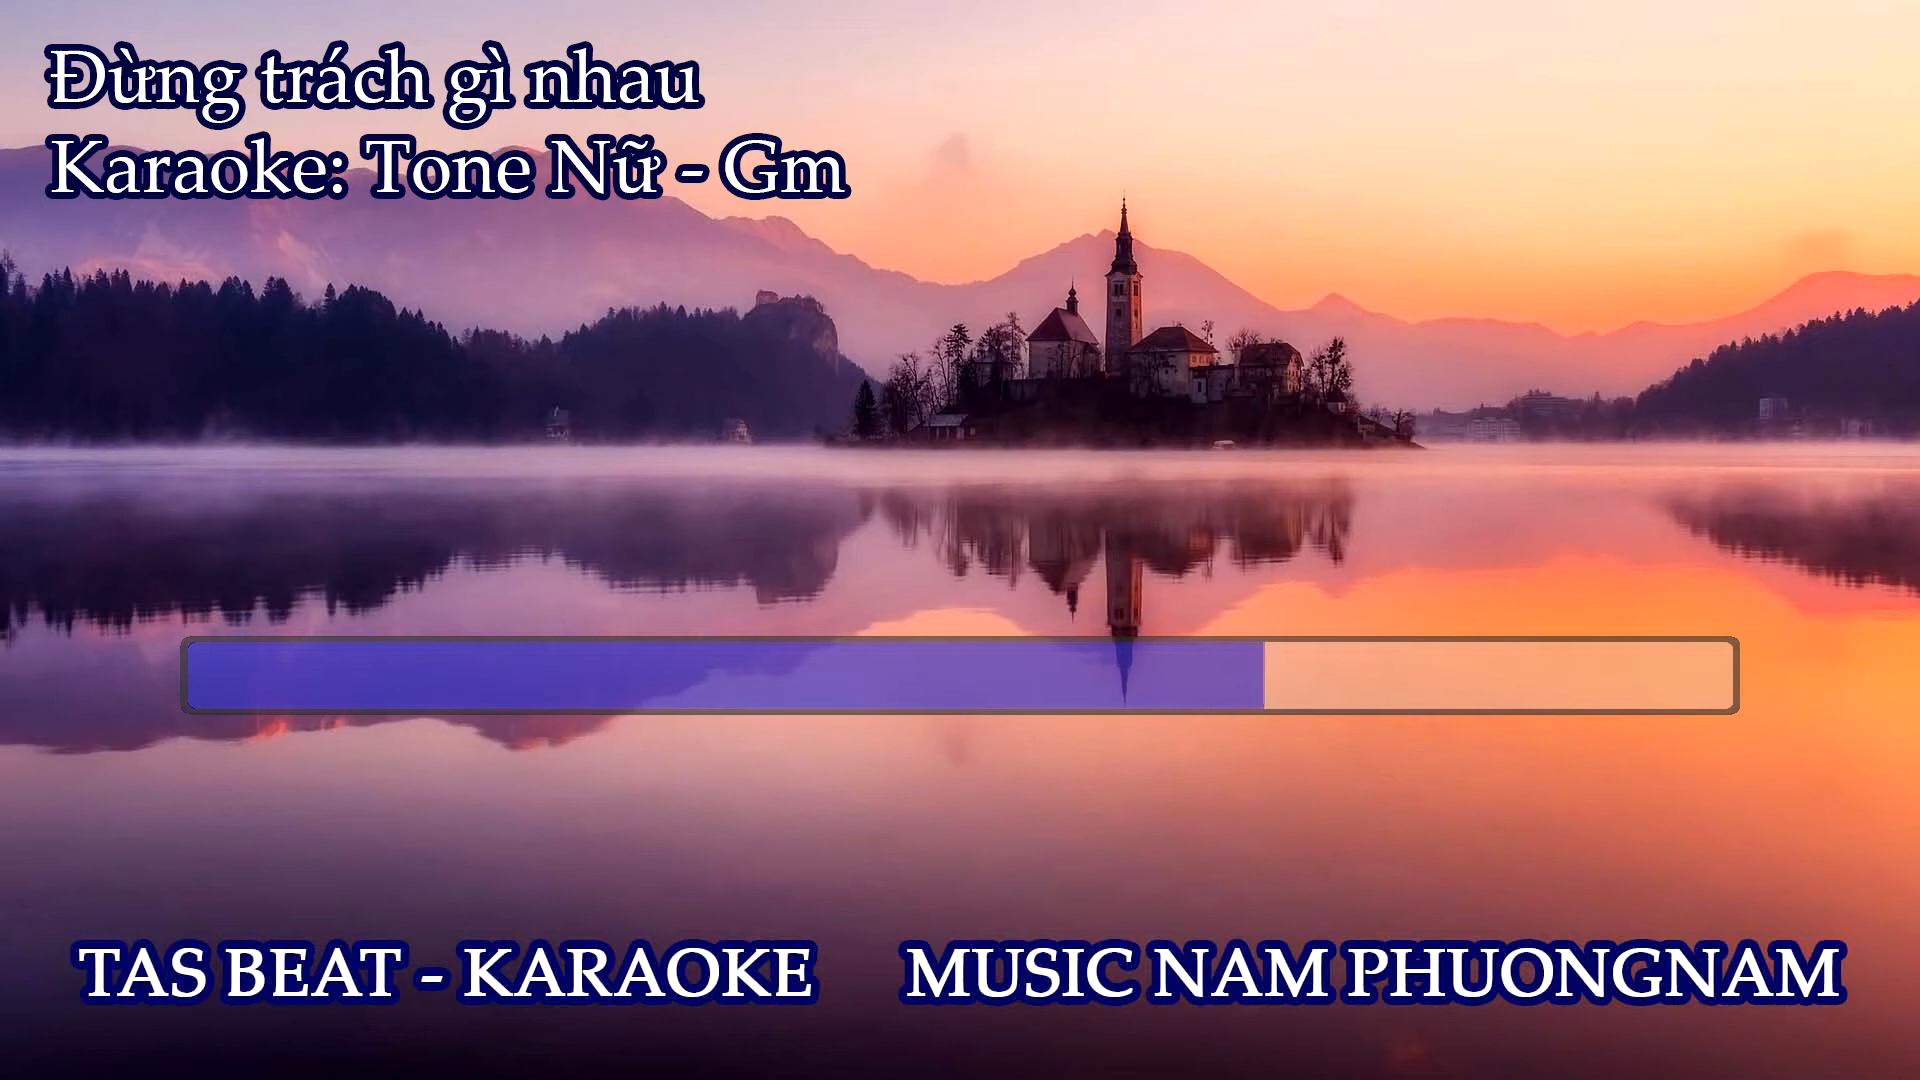 Đừng trách gì nhau
Karaoke: Tone Nữ - Gm
TAS BEAT - KARAOKE
MUSIC NAM PHUONGNAM